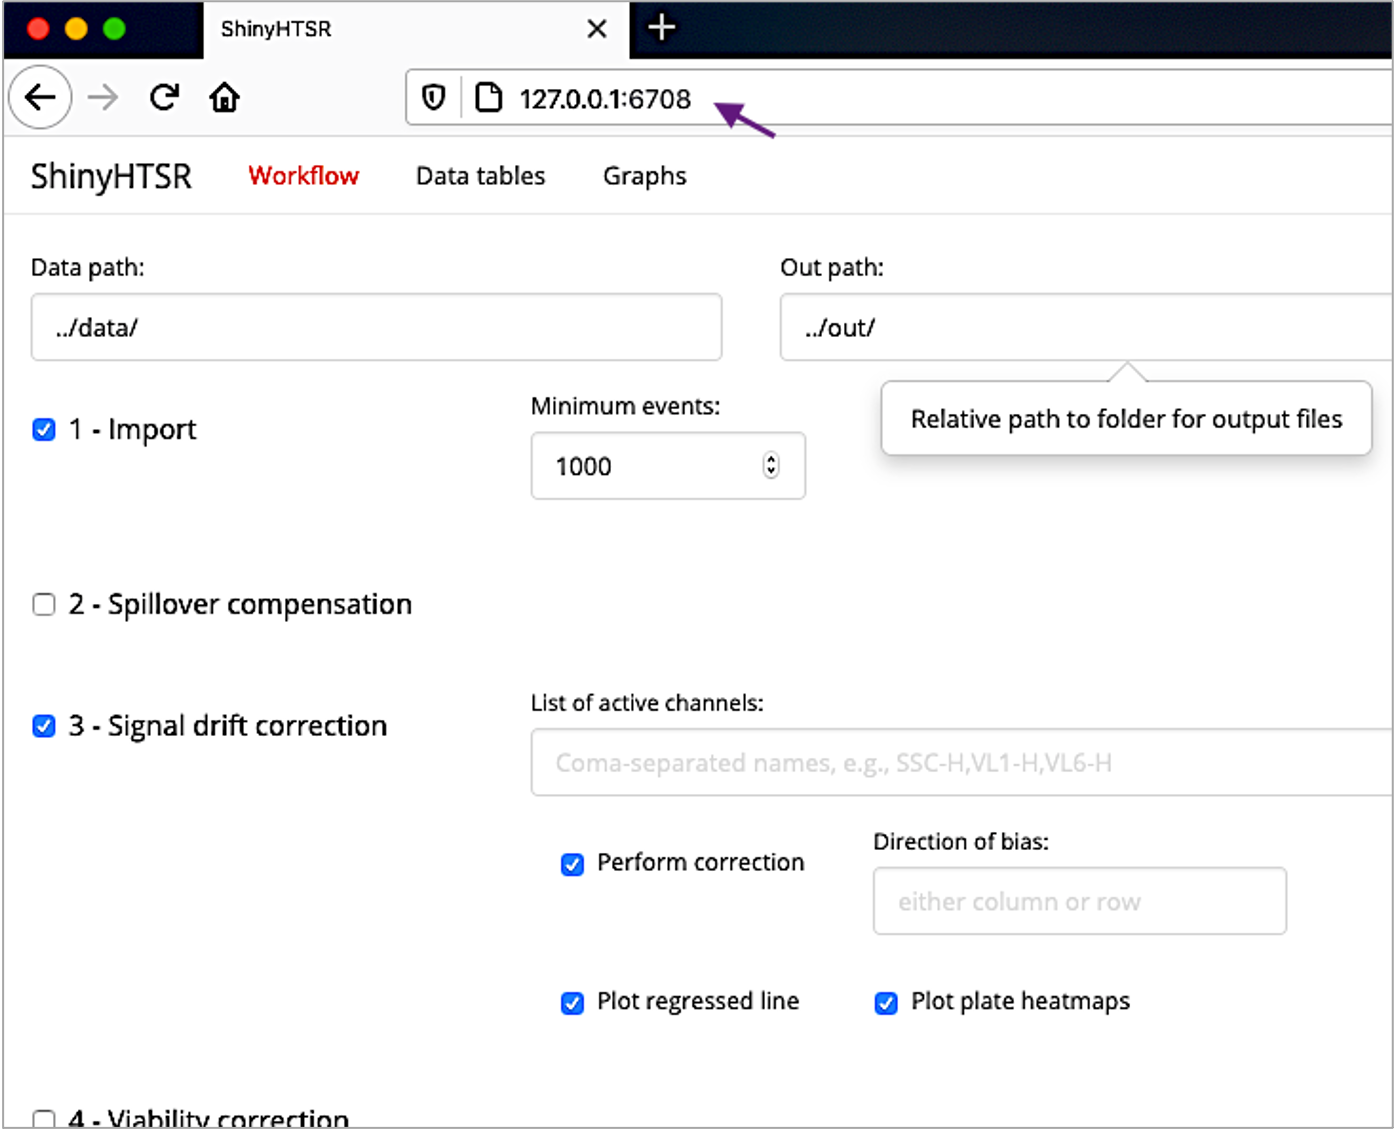 ShinyHTSR
127.0.0.1:6708
ShinyHTSR Workflow Data tables Graphs
Data path: Out path:
../data/ ../out/
Relative path to folder for output files
1 - Import
Minimum events:
1000
2 - Spillover compensation
3 - Signal drift correction
List of active channels:
Coma-separated names, e.g., SSC-H,VL1-H,VL6-H
Perform correction
Direction of bias:
either column or row
Plot regressed line Plot plate heatmaps
4 - Viability correction